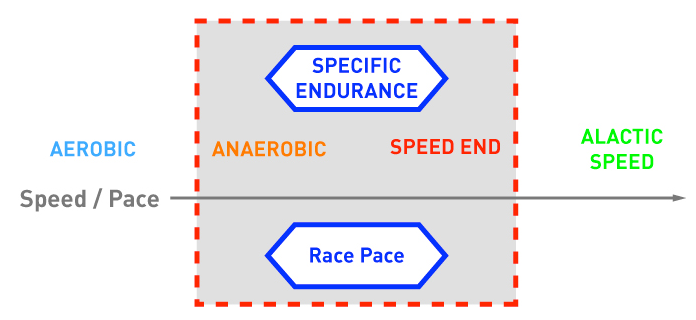 SPECIFIC
ENDURANCE
AEROBIC
ANAEROBIC
SPEED END
ALACTIC
SPEED
Speed / Pace
Race Pace